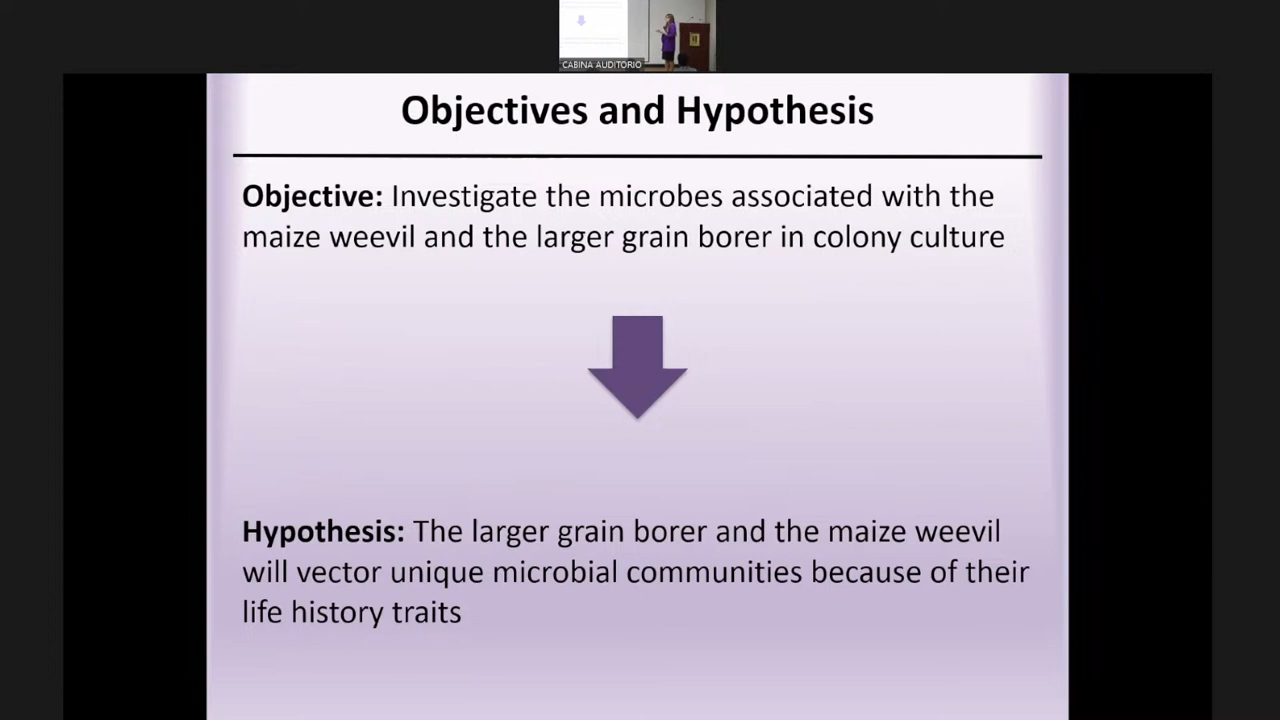 CABINA AUDITORIO
Objectives and Hypothesis
Objective: Investigate the microbes associated with the
maize weevil and the larger grain borer in colony culture
Hypothesis: The larger grain borer and the maize weevil
will vector unique microbial communities because of their
life history traits